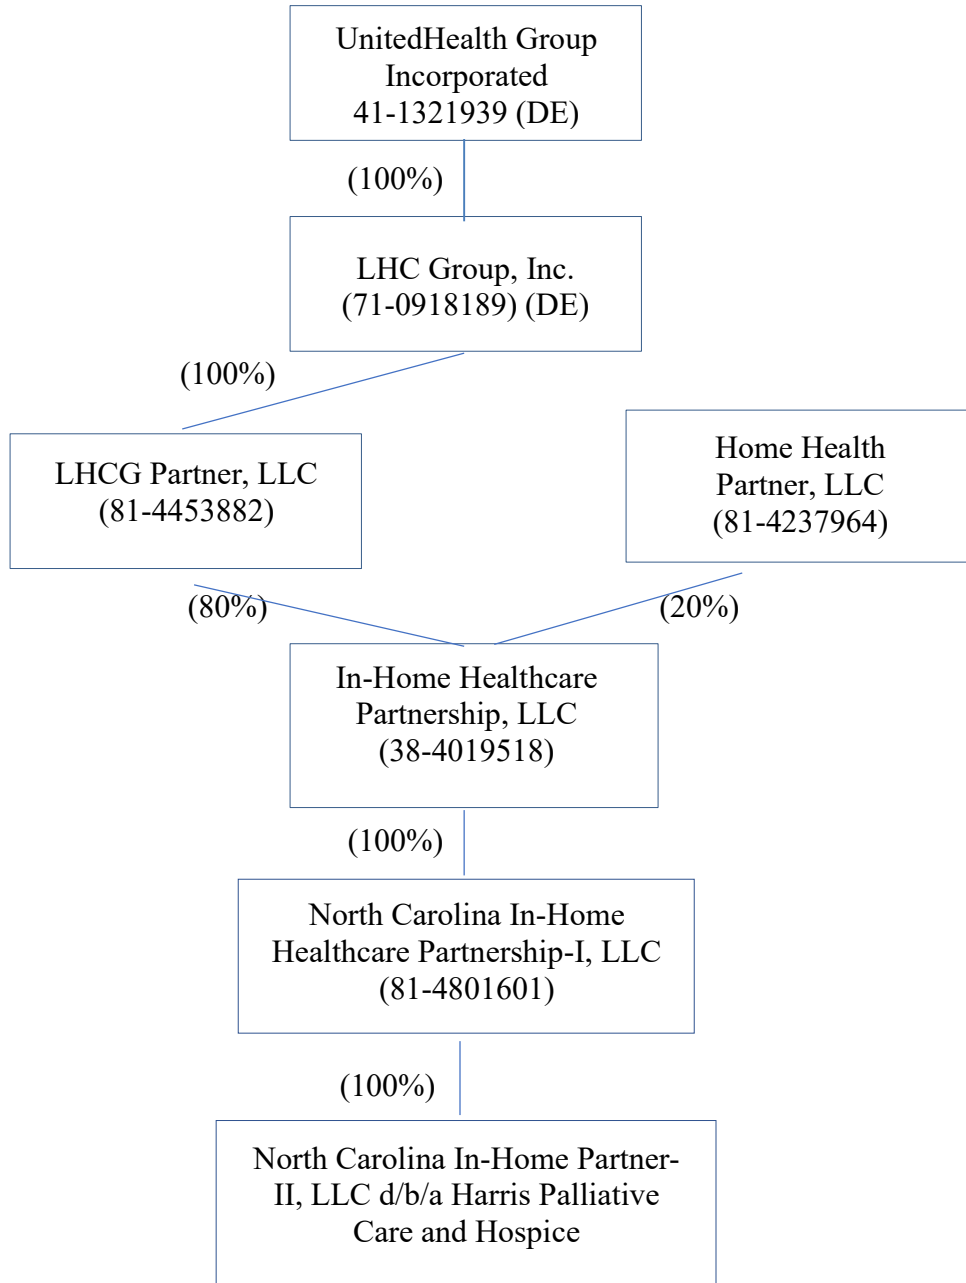 UnitedHealth Group
Incorporated
41-1321939 (DE)
(100%)
LHC Group, Inc.
(71-0918189) (DE)
(100%)
LHCG Partner, LLC
(81-4453882)
Home Health
Partner, LLC
(81-4237964)
(80%)
(20%)
In-Home Healthcare
Partnership, LLC
(38-4019518)
(100%)
North Carolina In-Home
Healthcare Partnership-I, LLC
(81-4801601)
(100%)
North Carolina In-Home Partner-
II, LLC d/b/a Harris Palliative
Care and Hospice